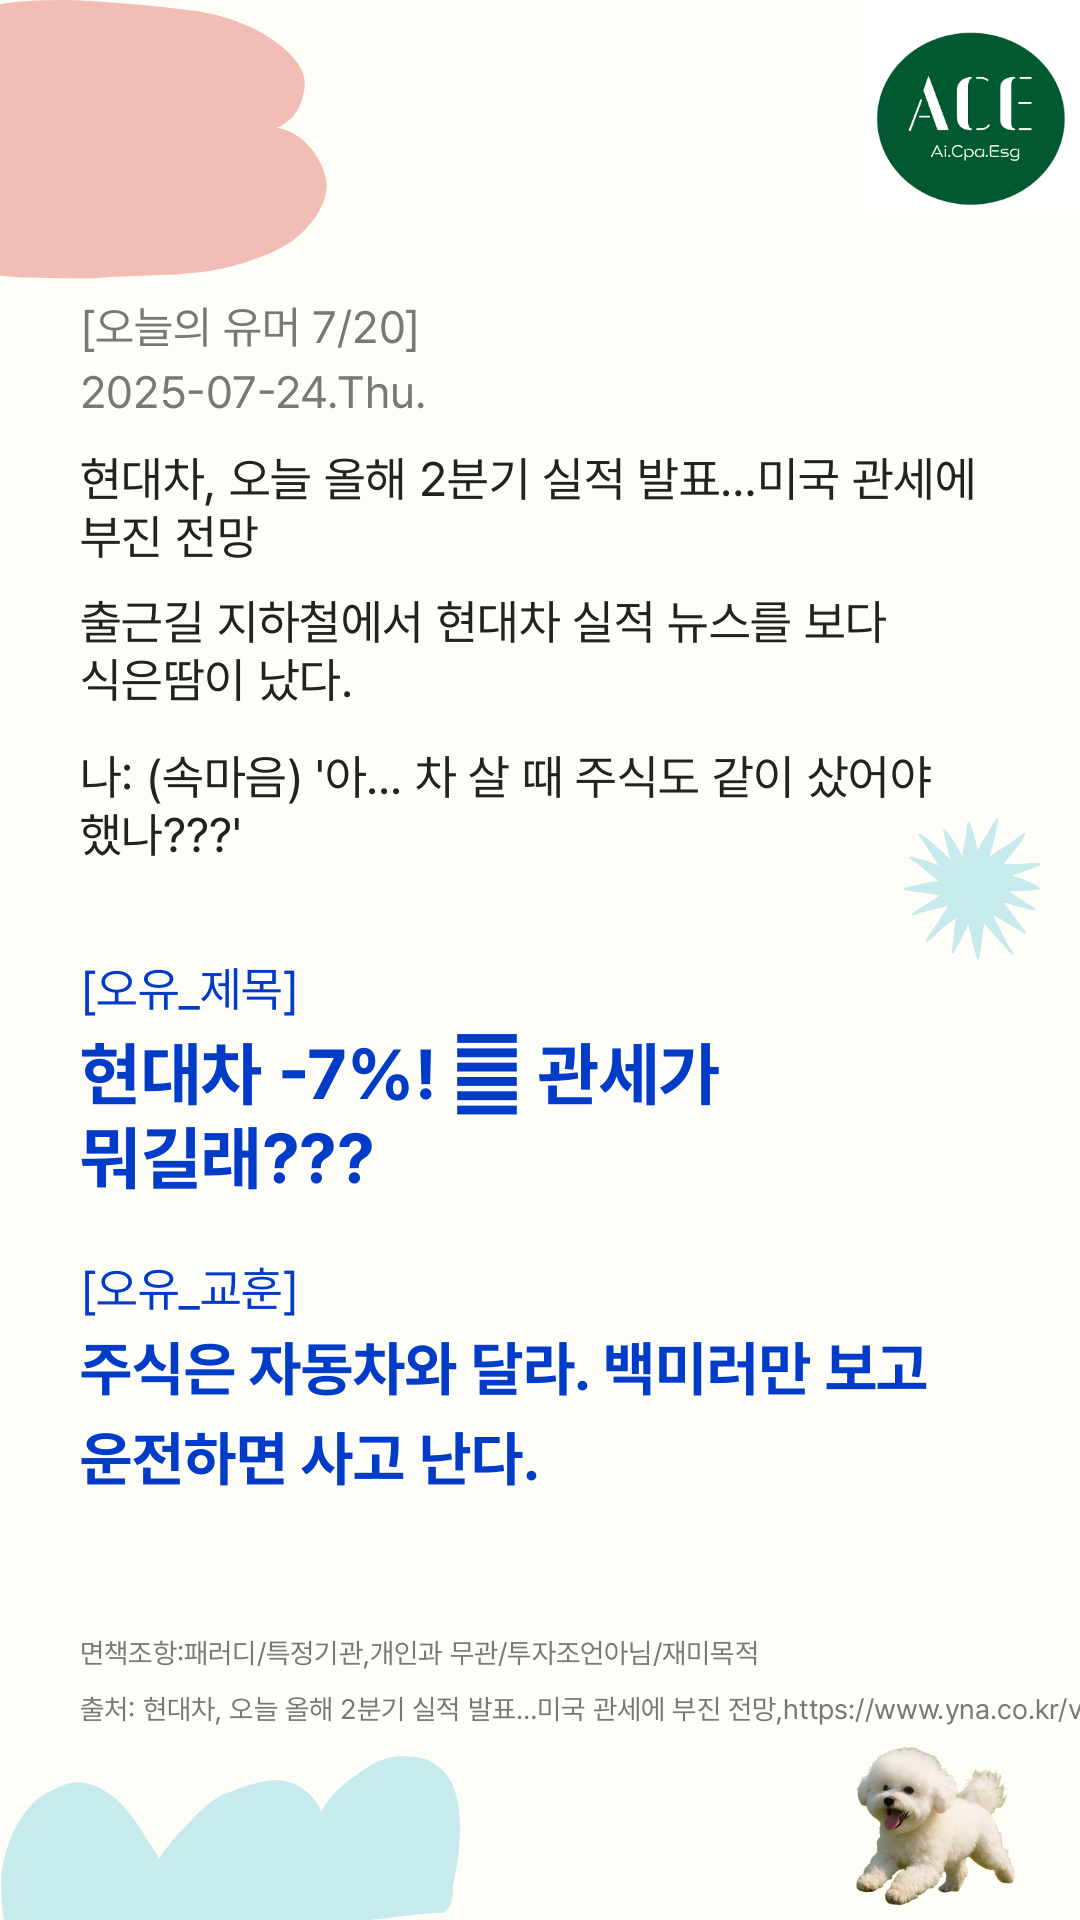 ACE
Ai.Cpa.Esg
[오늘의 유머 7/20]
2025-07-24.Thu.
현대차, 오늘 올해 2분기 실적 발표...미국 관세에
부진 전망
출근길 지하철에서 현대차 실적 뉴스를 보다
식은땀이 났다.
나: (속마음) '아... 차 살 때 주식도 같이 샀어야
했나???'
[오유_제목]
현대차 -7%! 관세가
뭐길래???
[오유_교훈]
주식은 자동차와 달라. 백미러만 보고
운전하면 사고 난다.
면책조항:패러디/특정기관,개인과 무관/투자조언아님/재미목적
출처: 현대차, 오늘 올해 2분기 실적 발표...미국 관세에 부진 전망,https://www.yna.co.kr/v